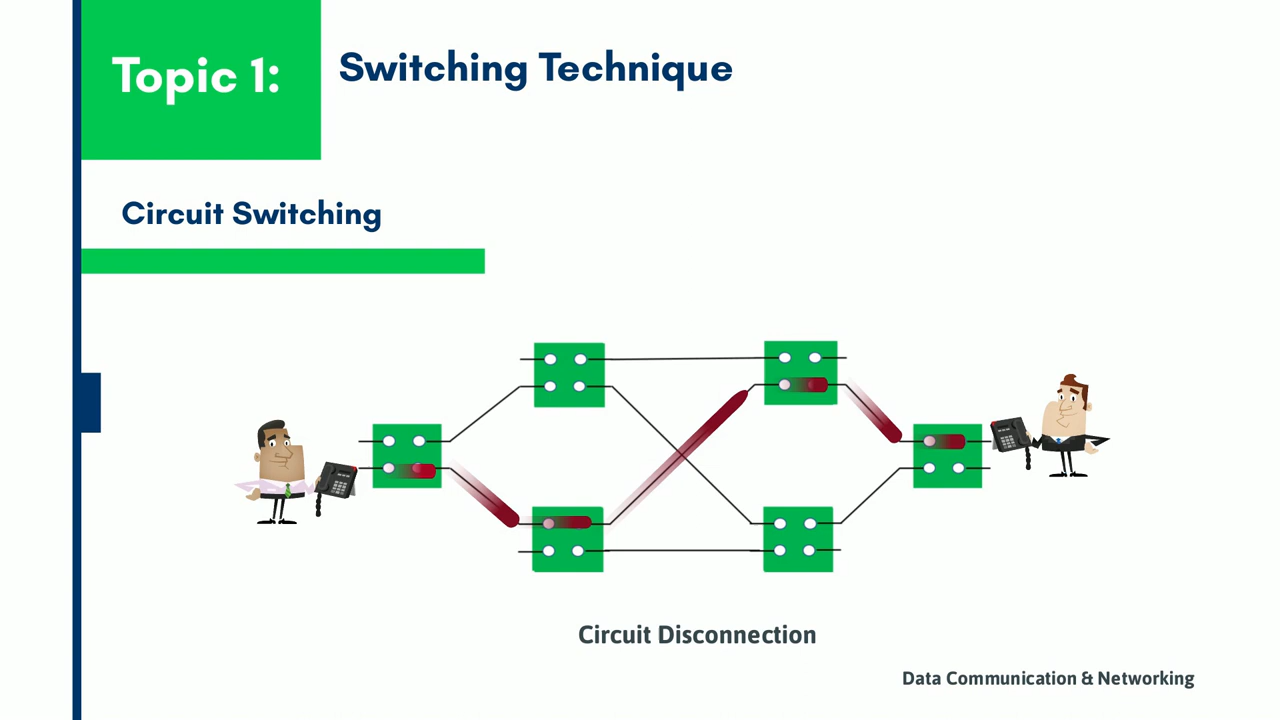 Topic 1:
Switching Technique
Circuit Switching
Circuit Disconnection
Data Communication & Networking